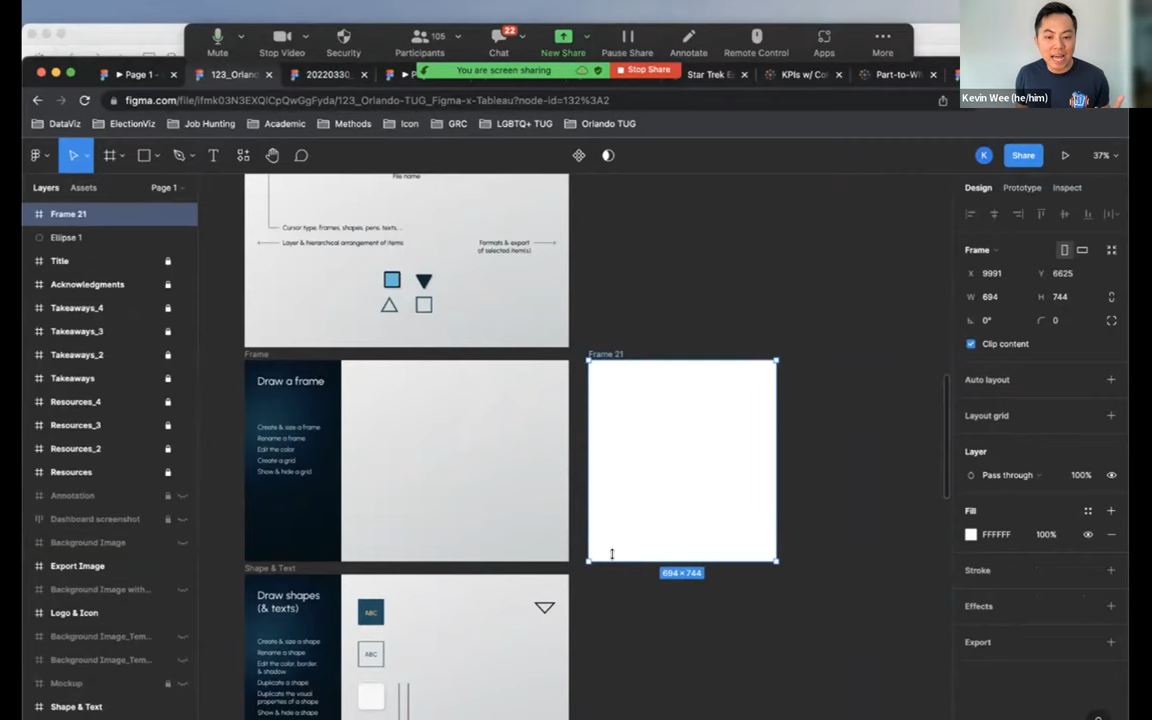 22
105
Mute
Stop Video
Security
Participants
Chat
New Share
Pause Share
Annotate
Remote Control
Apps
More
Page 1 -
123_Orlan
20220330_
You are screen sharing
Stop Share
Star Trek
KPIs w/ Co
Part-to-W
figma.com/file/ifmk03N3EXQICpQwGgFyda/123_Orlando-TUG_Figma-x-Tableau?node-id=132%3A2
Kevin Wee (he/him)
DataViz
ElectionViz
Job Hunting
Academic
Methods
Icon
GRC
LGBTQ+ TUG
Orlando TUG
T
K
Share
37%
Layers
Assets
Page 1
Design
Prototype
Inspect
Frame 21
Ellipse 1
Title
Acknowledgments
Takeaways_4
Takeaways_3
Takeaways_2
Takeaways
Resources_4
Resources_3
Resources_2
Resources
Annotation
Dashboard screenshot
Background Image
Export Image
Background Image with...
Logo & Icon
Background Image_Tem...
Background Image_Tem...
Mockup
Shape & Text
File name
Cursor type, frames, shapes, pens, texts...
Layer & hierarchical arrangement of items
Formats & export
of selected item(s)
Frame
Draw a frame
Create & size a frame
Rename a frame
Edit the color
Create a grid
Show & hide a grid
Frame 21
694 × 744
Shape & Text
Draw shapes
(& texts)
Create & size a shape
Rename a shape
Edit the color, border,
& shadow
Duplicate a shape
Duplicate the visual
properties of a shape
Show & hide a shape
ABC
ABC
Frame
X 9991 Y 6625
W 694 H 744
0° 0
Clip content
Auto layout
Layout grid
Layer
Pass through 100%
Fill
FFFFFF 100%
Stroke
Effects
Export